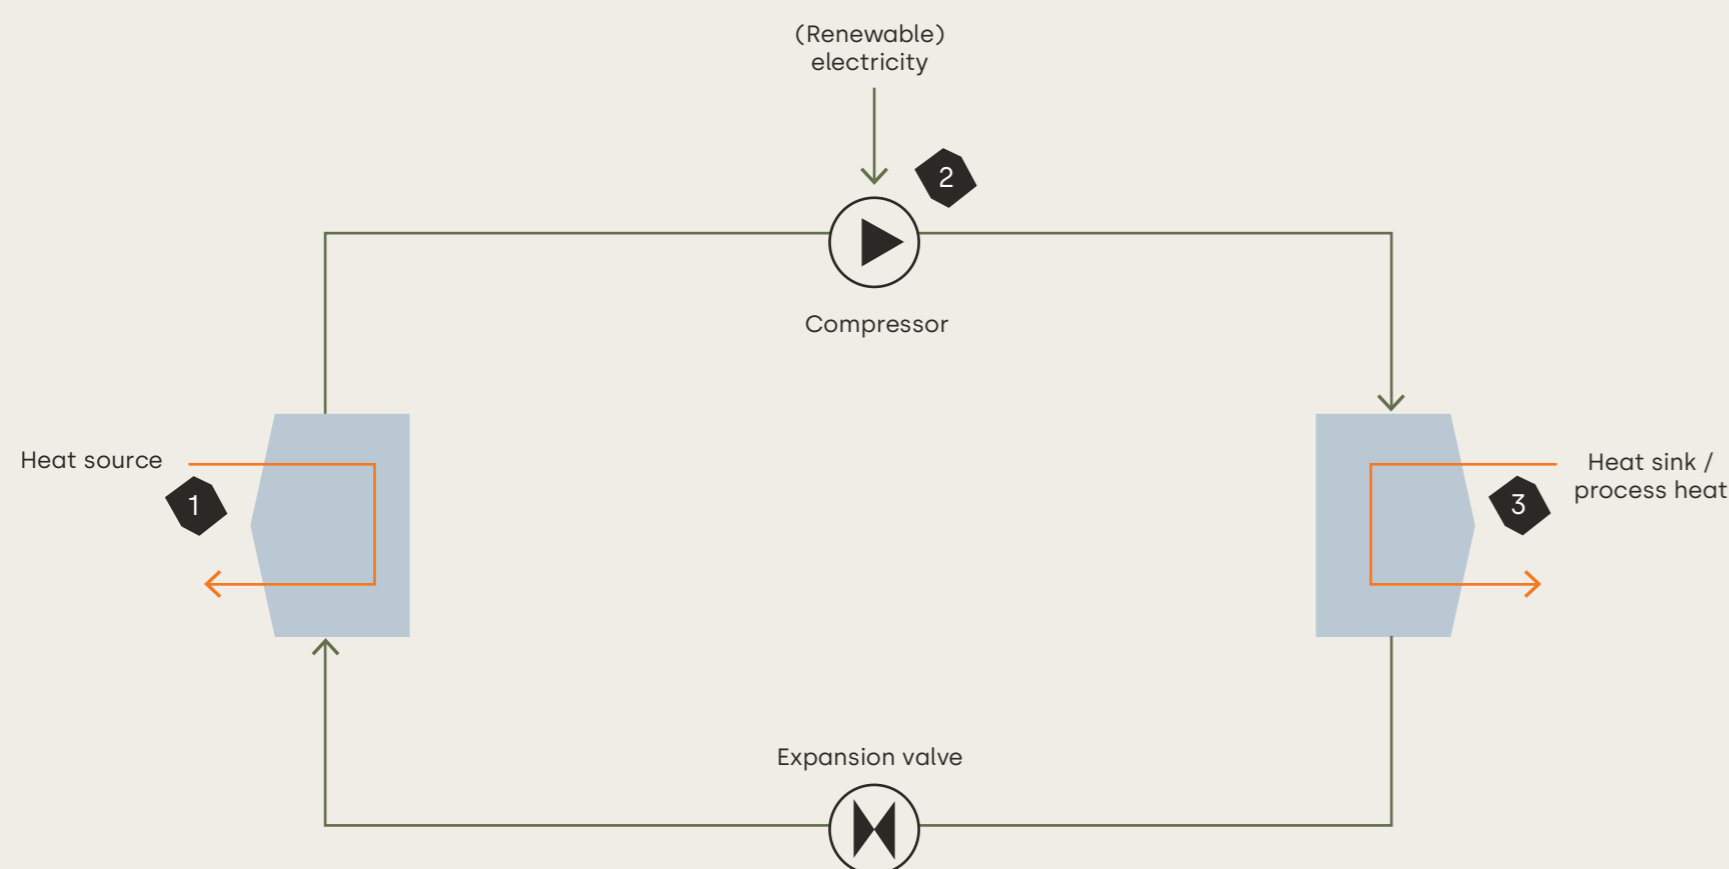 (Renewable)
electricity
2
Compressor
Heat source
1
Heat sink /
process heat
3
Expansion valve